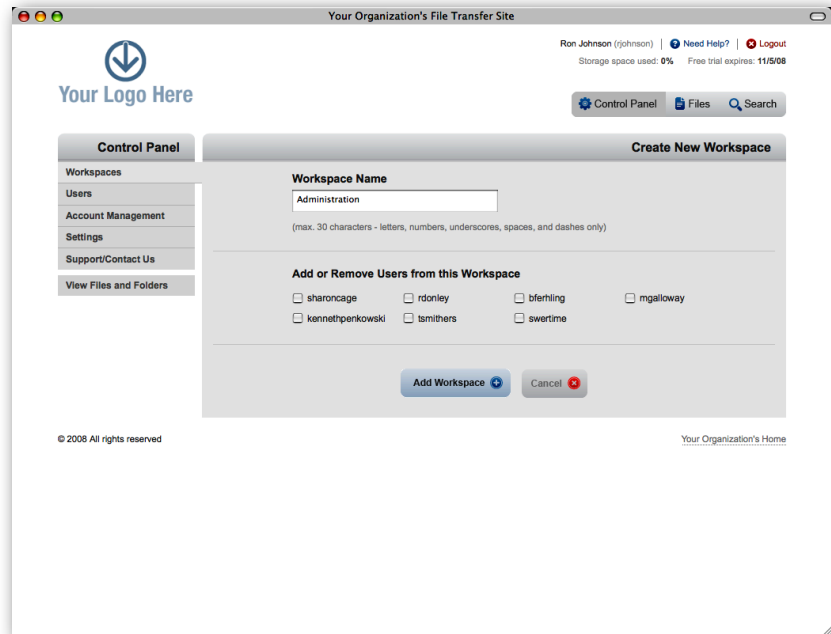 Your Organization's File Transfer Site
Ron Johnson (rjohnson) | Need Help? | Logout
Storage space used: 0% Free trial expires: 11/5/08
Your Logo Here
Control Panel Files Search
Control Panel
Workspaces
Users
Account Management
Settings
Support/Contact Us
View Files and Folders
Create New Workspace
Workspace Name
Administration
(max. 30 characters - letters, numbers, underscores, spaces, and dashes only)
Add or Remove Users from this Workspace
sharoncage rdonley bferhling mgalloway
kennethpenkowski tsmithers swertime
Add Workspace Cancel
© 2008 All rights reserved
Your Organization's Home